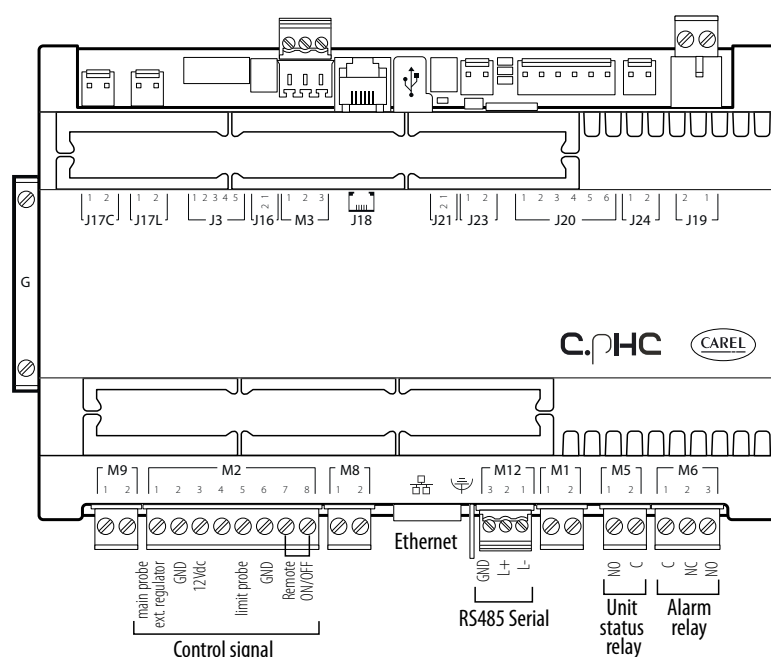 1 2
1 2
1 2 3 4 5
2 1
1 2 3
2 1
1 2
1 2 3 4 5 6
1 2
2 1
J17C J17L J3 J16 M3 J18 J21 J23 J20 J24 J19
G
C.pHC CAREL
M9 M2 M8 M12 M1 M5 M6
1 2
1 2 3 4 5 6 7 8
1 2
3 2 1
1 2
1 2
1 2 3
Ethernet
main probe
ext. regulator
GND
12Vdc
limit probe
GND
Remote
ON/OFF
GND
L+
L-
NO
C
C
NC
NO
Control signal
RS485 Serial
Unit
status
relay
Alarm
relay